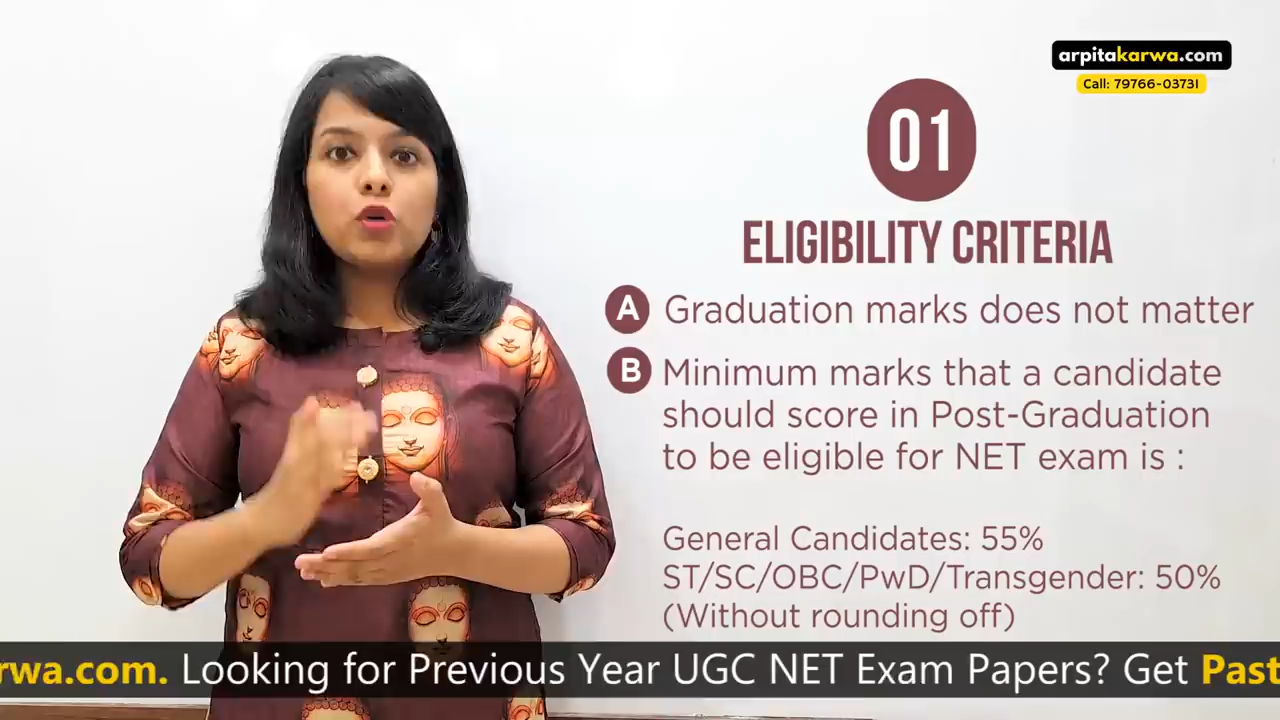 arpitakarwa.com
Call: 79766-03731
01
ELIGIBILITY CRITERIA
A Graduation marks does not matter
B Minimum marks that a candidate
should score in Post-Graduation
to be eligible for NET exam is :
General Candidates: 55%
ST/SC/OBC/PwD/Transgender: 50%
(Without rounding off)
rwa.com. Looking for Previous Year UGC NET Exam Papers? Get Past